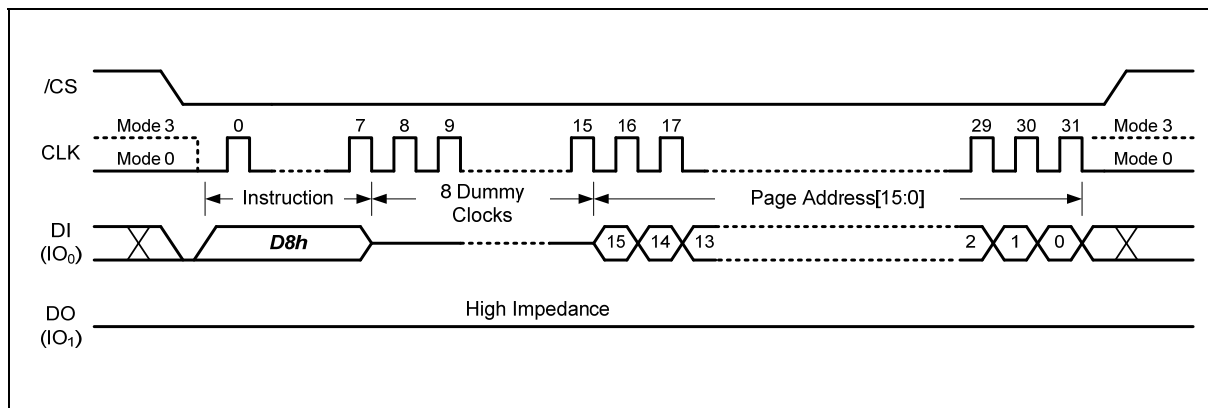 /CS
Mode 3 0 7 8 9 15 16 17 29 30 31 Mode 3
CLK
Mode 0 Mode 0
Instruction 8 Dummy Clocks Page Address[15:0]
DI
(IO₀)
D8h 15 14 13 2 1 0
High Impedance
DO
(IO₁)